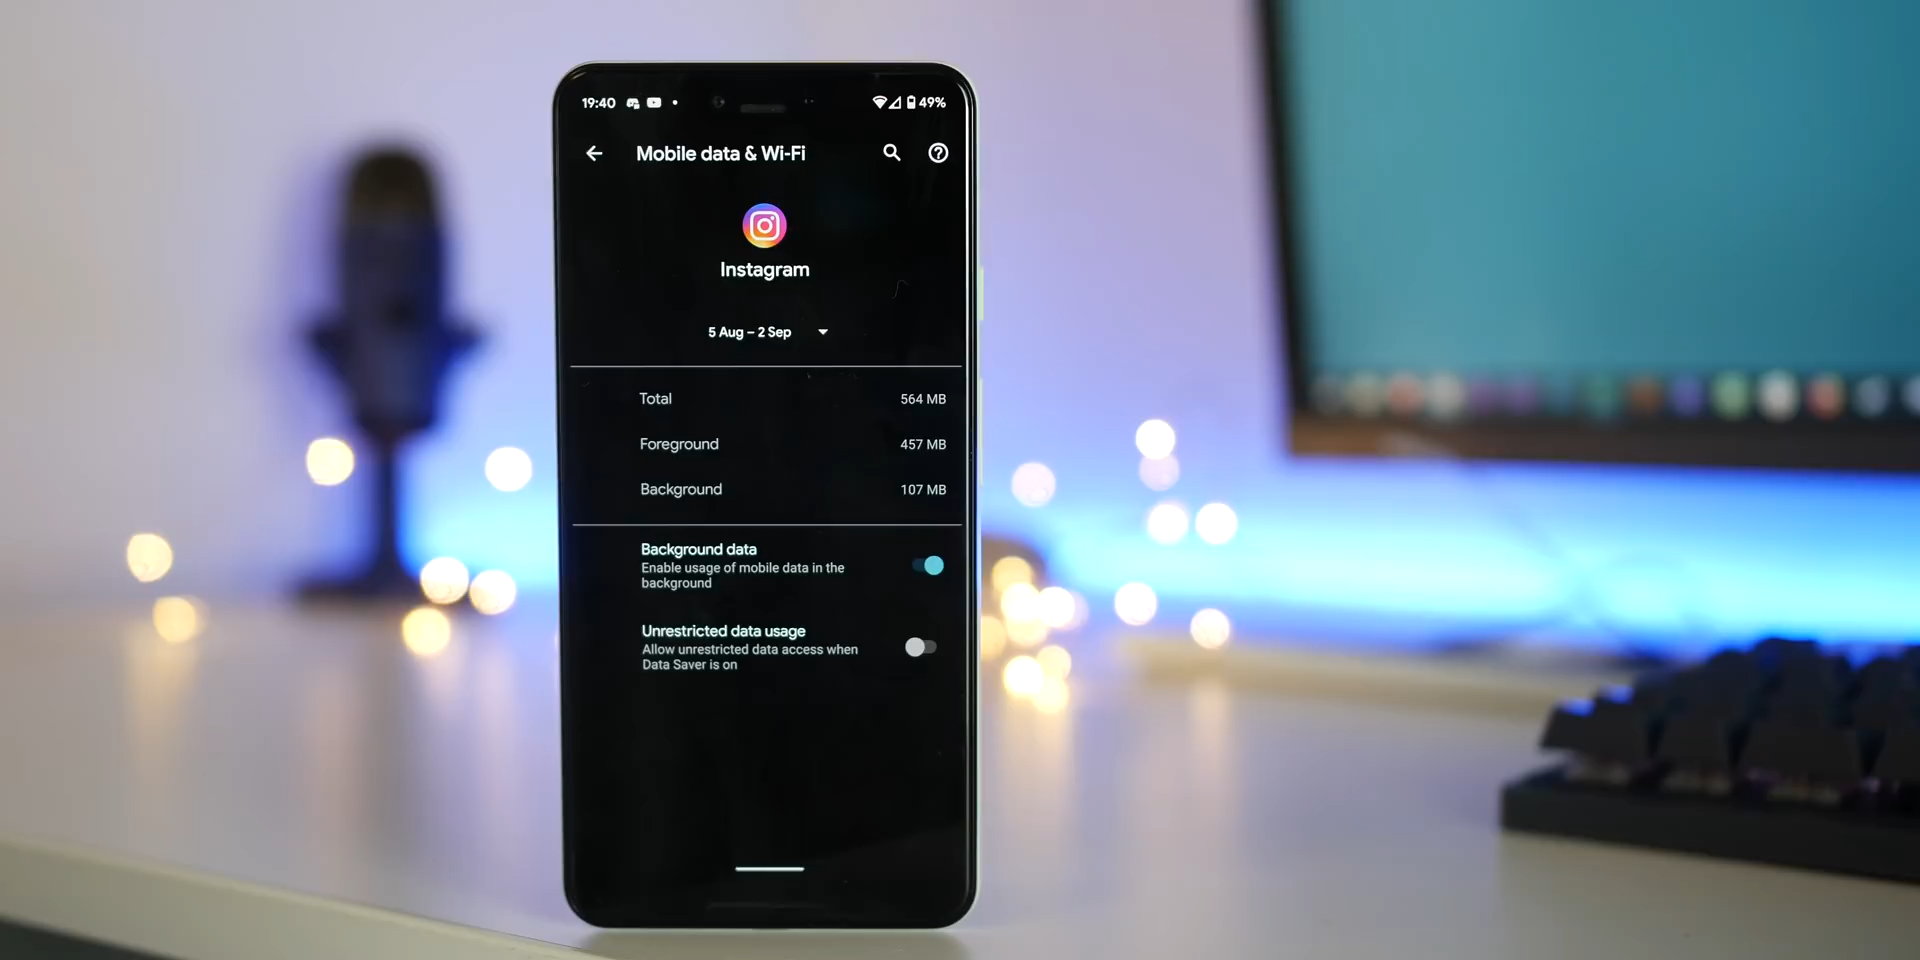 19:40 49%
Mobile data & Wi-Fi
Instagram
5 Aug – 2 Sep
Total 564 MB
Foreground 457 MB
Background 107 MB
Background data
Enable usage of mobile data in the
background
Unrestricted data usage
Allow unrestricted data access when
Data Saver is on